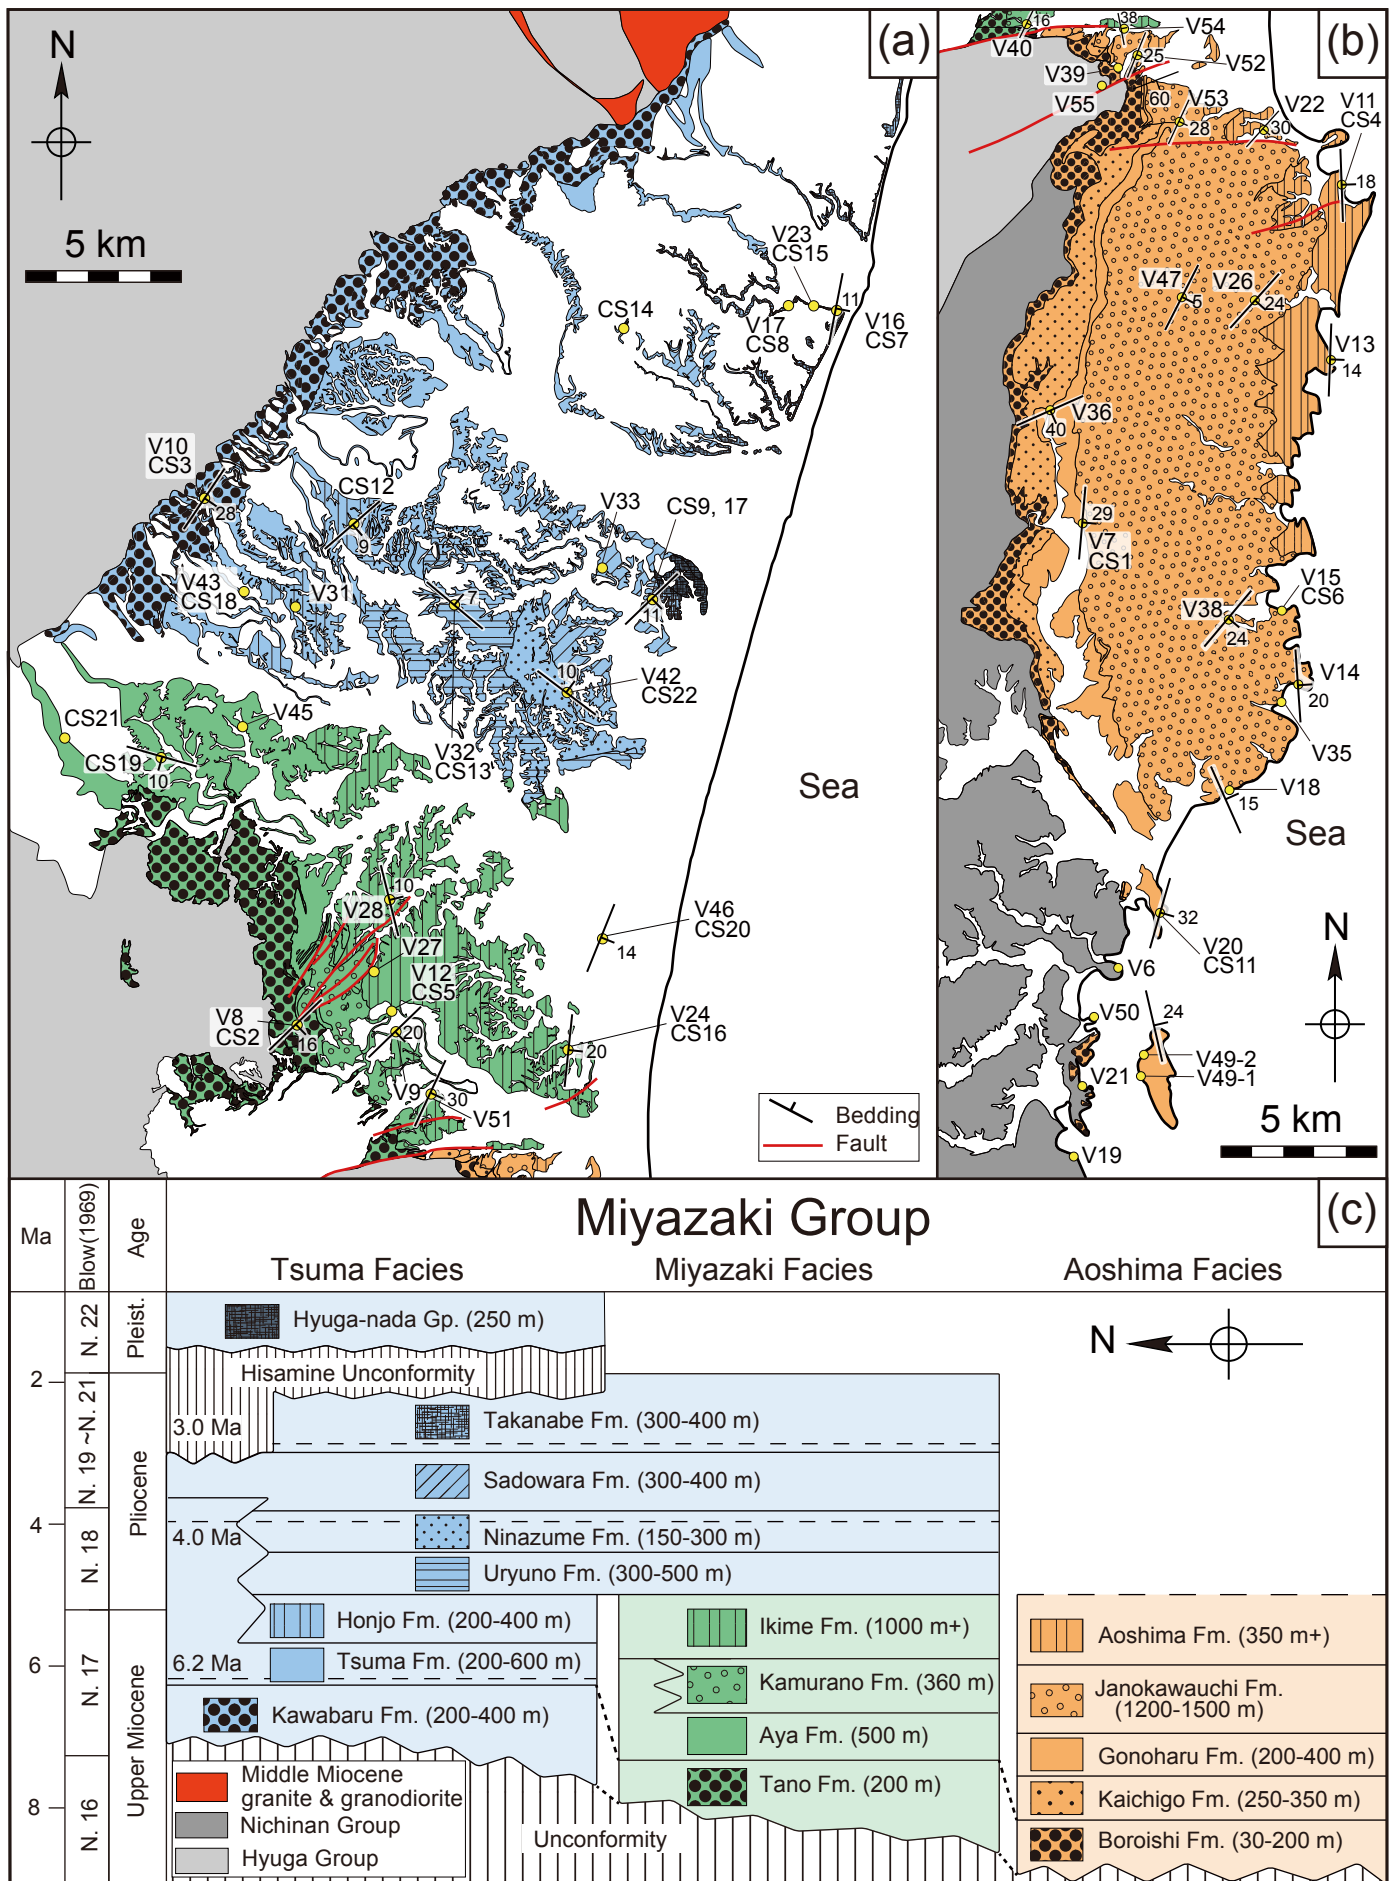 (a)
N
5 km
V23
CS15
CS14
V17
CS8
11
V16
CS7
V10
CS3
28
CS12
9
V33
CS9, 17
V43
CS18
V31
7
11
10
V42
CS22
CS21
V45
CS19
7
10
V32
CS13
Sea
10
V28
V27
V46
CS20
14
V12
CS5
V8
CS2
16
20
V24
CS16
20
V9
30
V51
Bedding
Fault
(b)
16
38
V54
V40
25
V52
V39
V55
60
V53
28
V22
30
V11
CS4
18
V47
5
V26
24
V13
14
V36
40
29
V7
CS1
V15
CS6
V38
24
V14
20
V35
V18
15
Sea
32
V20
CS11
N
V6
V50
24
V49-2
V49-1
V21
5 km
V19
(c)
Miyazaki Group
Ma
Blow(1969)
Age
Tsuma Facies
Miyazaki Facies
Aoshima Facies
N. 22
Pleist.
Hyuga-nada Gp. (250 m)
N
Hisamine Unconformity
2
N. 19 ~N. 21
3.0 Ma
Takanabe Fm. (300-400 m)
Pliocene
Sadowara Fm. (300-400 m)
4
4.0 Ma
Ninazume Fm. (150-300 m)
N. 18
Uryuno Fm. (300-500 m)
Honjo Fm. (200-400 m)
Ikime Fm. (1000 m+)
Aoshima Fm. (350 m+)
6
N. 17
6.2 Ma
Tsuma Fm. (200-600 m)
Kamurano Fm. (360 m)
Janokawauchi Fm.
(1200-1500 m)
Upper Miocene
Kawabaru Fm. (200-400 m)
Aya Fm. (500 m)
Gonoharu Fm. (200-400 m)
Middle Miocene
granite & granodiorite
Tano Fm. (200 m)
Kaichigo Fm. (250-350 m)
8
N. 16
Nichinan Group
Unconformity
Boroishi Fm. (30-200 m)
Hyuga Group